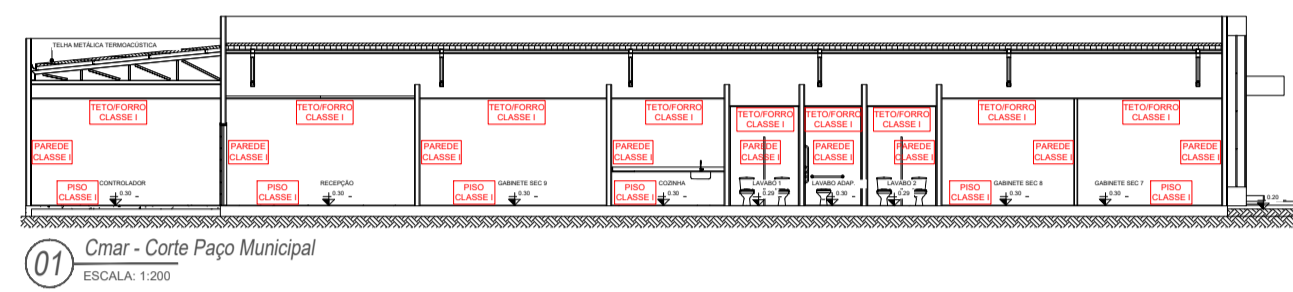 TELHA METÁLICA TERMOACÚSTICA
TETO/FORRO
CLASSE I
TETO/FORRO
CLASSE I
TETO/FORRO
CLASSE I
TETO/FORRO
CLASSE I
TETO/FORRO
CLASSE I
TETO/FORRO
CLASSE I
TETO/FORRO
CLASSE I
TETO/FORRO
CLASSE I
TETO/FORRO
CLASSE I
PAREDE
CLASSE I
PAREDE
CLASSE I
PAREDE
CLASSE I
PAREDE
CLASSE I
PAREDE
CLASSE I
PAREDE
CLASSE I
PAREDE
CLASSE I
PAREDE
CLASSE I
PISO
CLASSE I
CONTROLADOR
0.30
PISO
CLASSE I
RECEPÇÃO
0.30
GABINETE SEC 9
0.30
PISO
CLASSE I
COZINHA
0.30
LAVABO 1
0.29
LAVABO ADAP.
0.30
LAVABO 2
0.29
PISO
CLASSE I
GABINETE SEC 8
0.30
GABINETE SEC 7
0.30
PISO
CLASSE I
0.20
01
Cmar - Corte Paço Municipal
ESCALA: 1:200